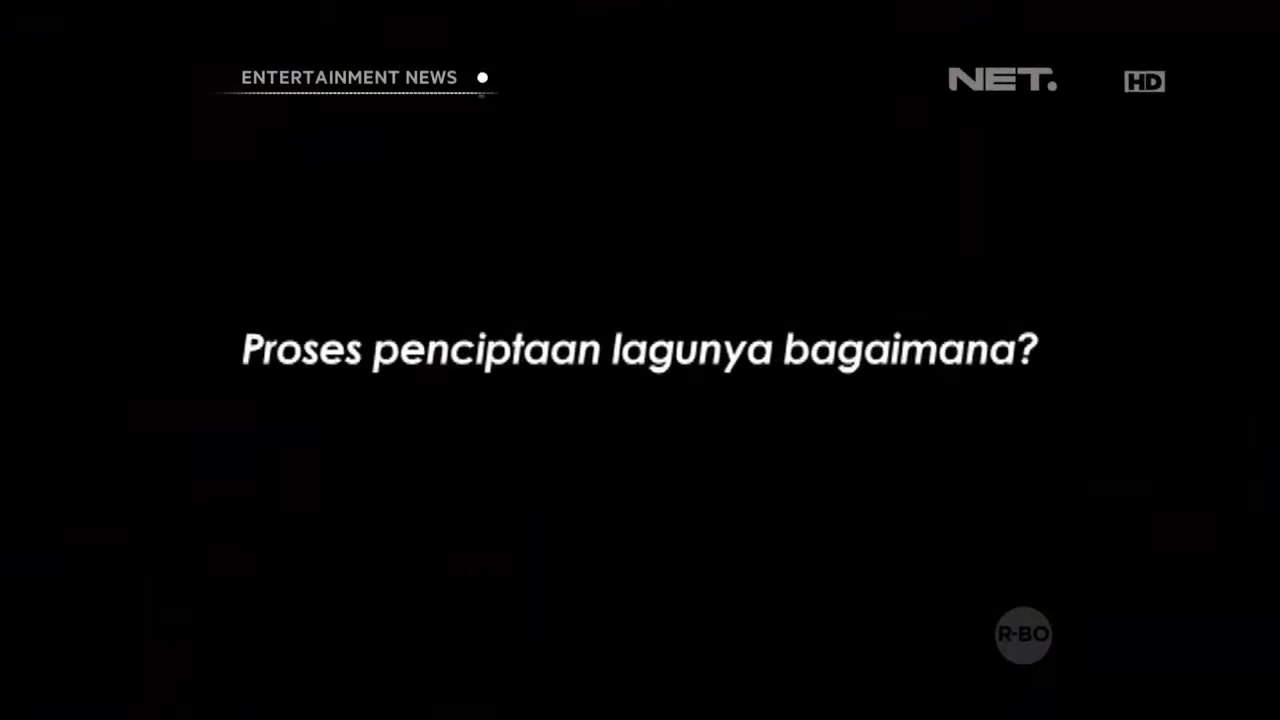 ENTERTAINMENT NEWS
NET.
HD
Proses penciptaan lagunya bagaimana?
R-BO